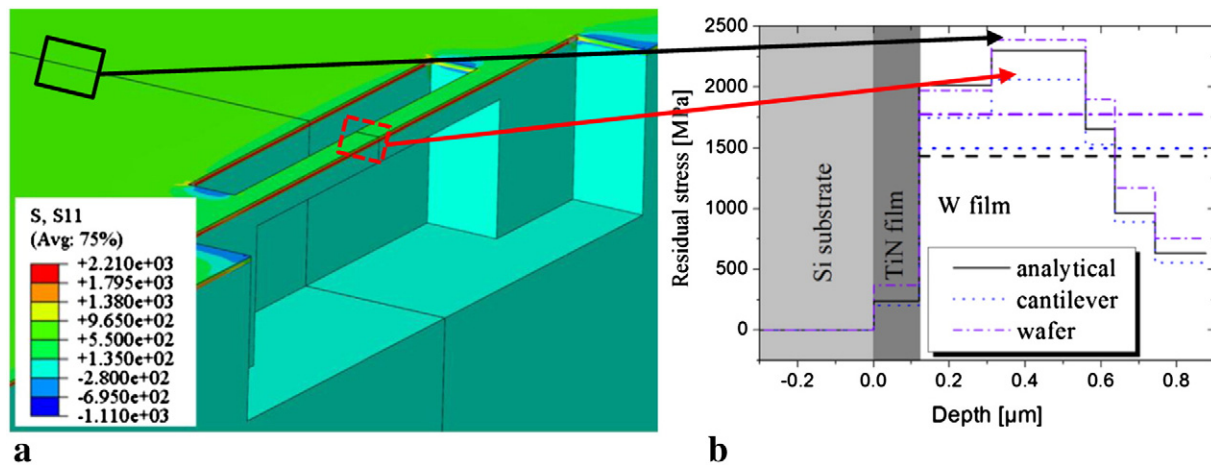 S, S11
(Avg: 75%)
+2.210e+03
+1.795e+03
+1.380e+03
+9.650e+02
+5.500e+02
+1.350e+02
-2.800e+02
-6.950e+02
-1.110e+03
a
2500
2000
1500
1000
500
0
Residual stress [MPa]
Si substrate
TiN film
W film
analytical
cantilever
wafer
-0.2
0.0
0.2
0.4
0.6
0.8
Depth [µm]
b